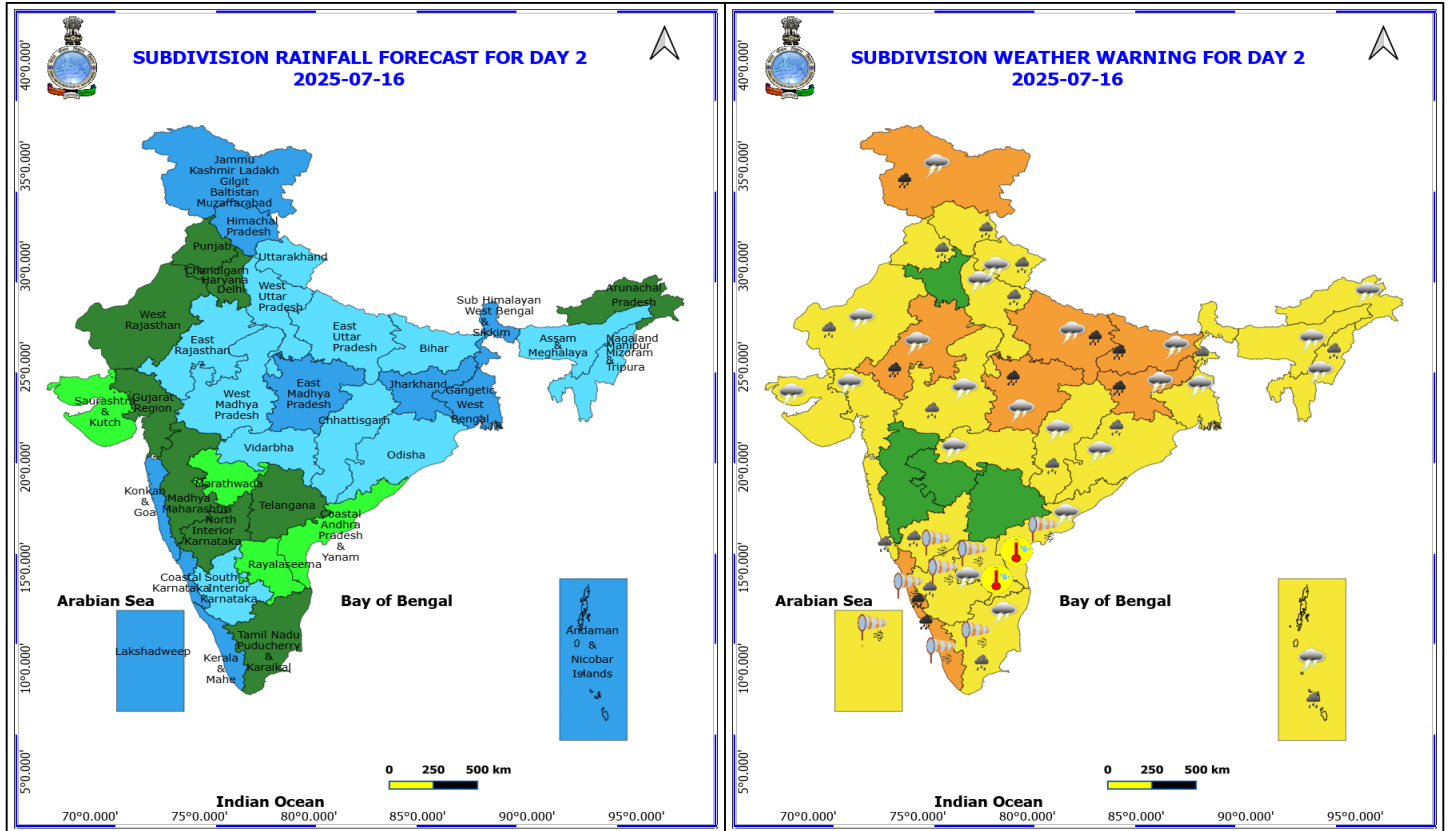 SUBDIVISION RAINFALL FORECAST FOR DAY 2
2025-07-16
40°0.000'
35°0.000'
30°0.000'
25°0.000'
20°0.000'
15°0.000'
10°0.000'
5°0.000'
Jammu
Kashmir Ladakh
Gilgit
Baltistan
Muzaffarabad
Himachal
Pradesh
Punjab
Uttarakhand
Chandigarh
Haryana
Delhi
West
Uttar
Pradesh
Arunachal
Pradesh
West
Rajasthan
East
Rajasthan
East
Uttar
Pradesh
Sub Himalayan
West Bengal
&
Sikkim
Bihar
Assam
&
Meghalaya
Nagaland
Manipur
Mizoram
&
Tripura
Saurashtra
&
Kutch
Gujarat
Region
West
Madhya
Pradesh
East
Madhya
Pradesh
Jharkhand
Gangetic
West
Bengal
Chhattisgarh
Vidarbha
Odisha
Konkan
&
Goa
Madhya
Maharashtra
Marathwada
Telangana
North
Interior
Karnataka
Coastal
Andhra
Pradesh
&
Yanam
Rayalaseema
Coastal
Karnataka
South
Interior
Karnataka
Arabian Sea
Bay of Bengal
Lakshadweep
Kerala
&
Mahe
Tamil Nadu
Puducherry
&
Karaikal
Andaman
&
Nicobar
Islands
0 250 500 km
Indian Ocean
70°0.000' 75°0.000' 80°0.000' 85°0.000' 90°0.000' 95°0.000'
SUBDIVISION WEATHER WARNING FOR DAY 2
2025-07-16
40°0.000'
35°0.000'
30°0.000'
25°0.000'
20°0.000'
15°0.000'
10°0.000'
5°0.000'
Arabian Sea
Bay of Bengal
0 250 500 km
Indian Ocean
70°0.000' 75°0.000' 80°0.000' 85°0.000' 90°0.000' 95°0.000'